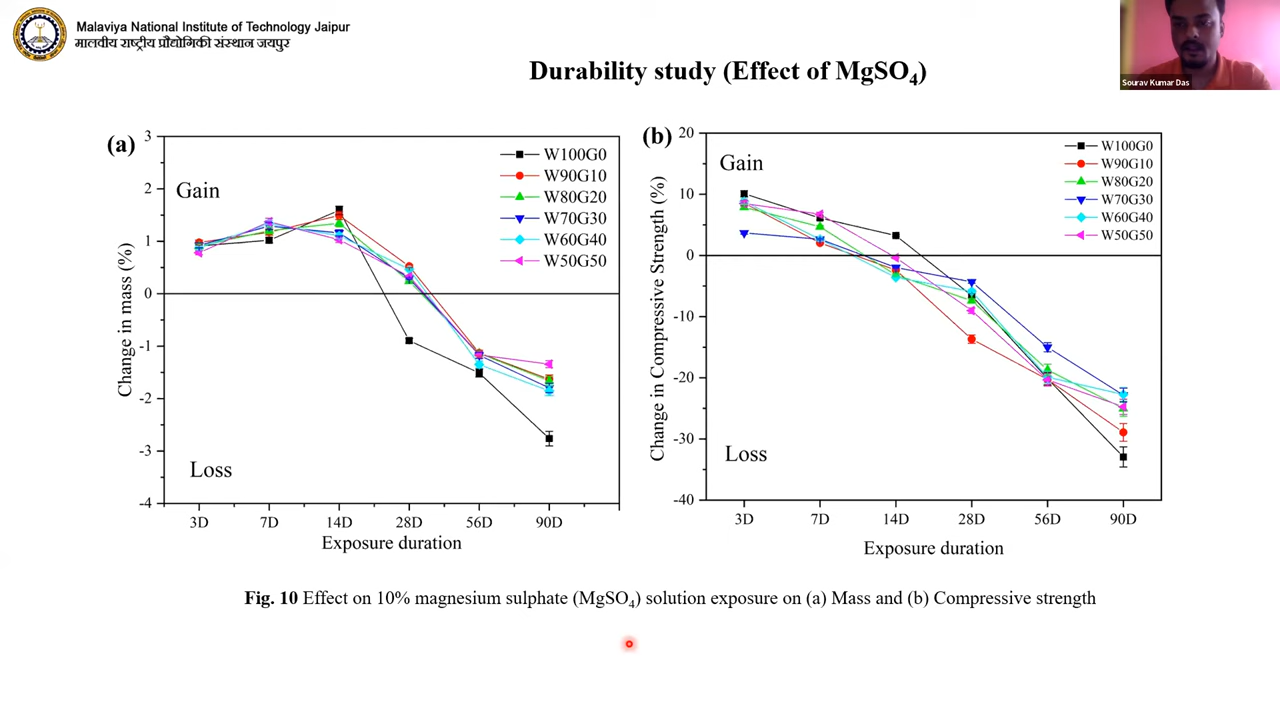 Malaviya National Institute of Technology Jaipur
मालवीय राष्ट्रीय प्रौद्योगिकी संस्थान जयपुर
Sourav Kumar Das
Durability study (Effect of MgSO₄)
(a)
3
2
1
0
-1
-2
-3
-4
Change in mass (%)
Gain
Loss
W100G0
W90G10
W80G20
W70G30
W60G40
W50G50
3D 7D 14D 28D 56D 90D
Exposure duration
(b)
20
10
0
-10
-20
-30
-40
Change in Compressive Strength (%)
Gain
Loss
W100G0
W90G10
W80G20
W70G30
W60G40
W50G50
3D 7D 14D 28D 56D 90D
Exposure duration
Fig. 10 Effect on 10% magnesium sulphate (MgSO₄) solution exposure on (a) Mass and (b) Compressive strength